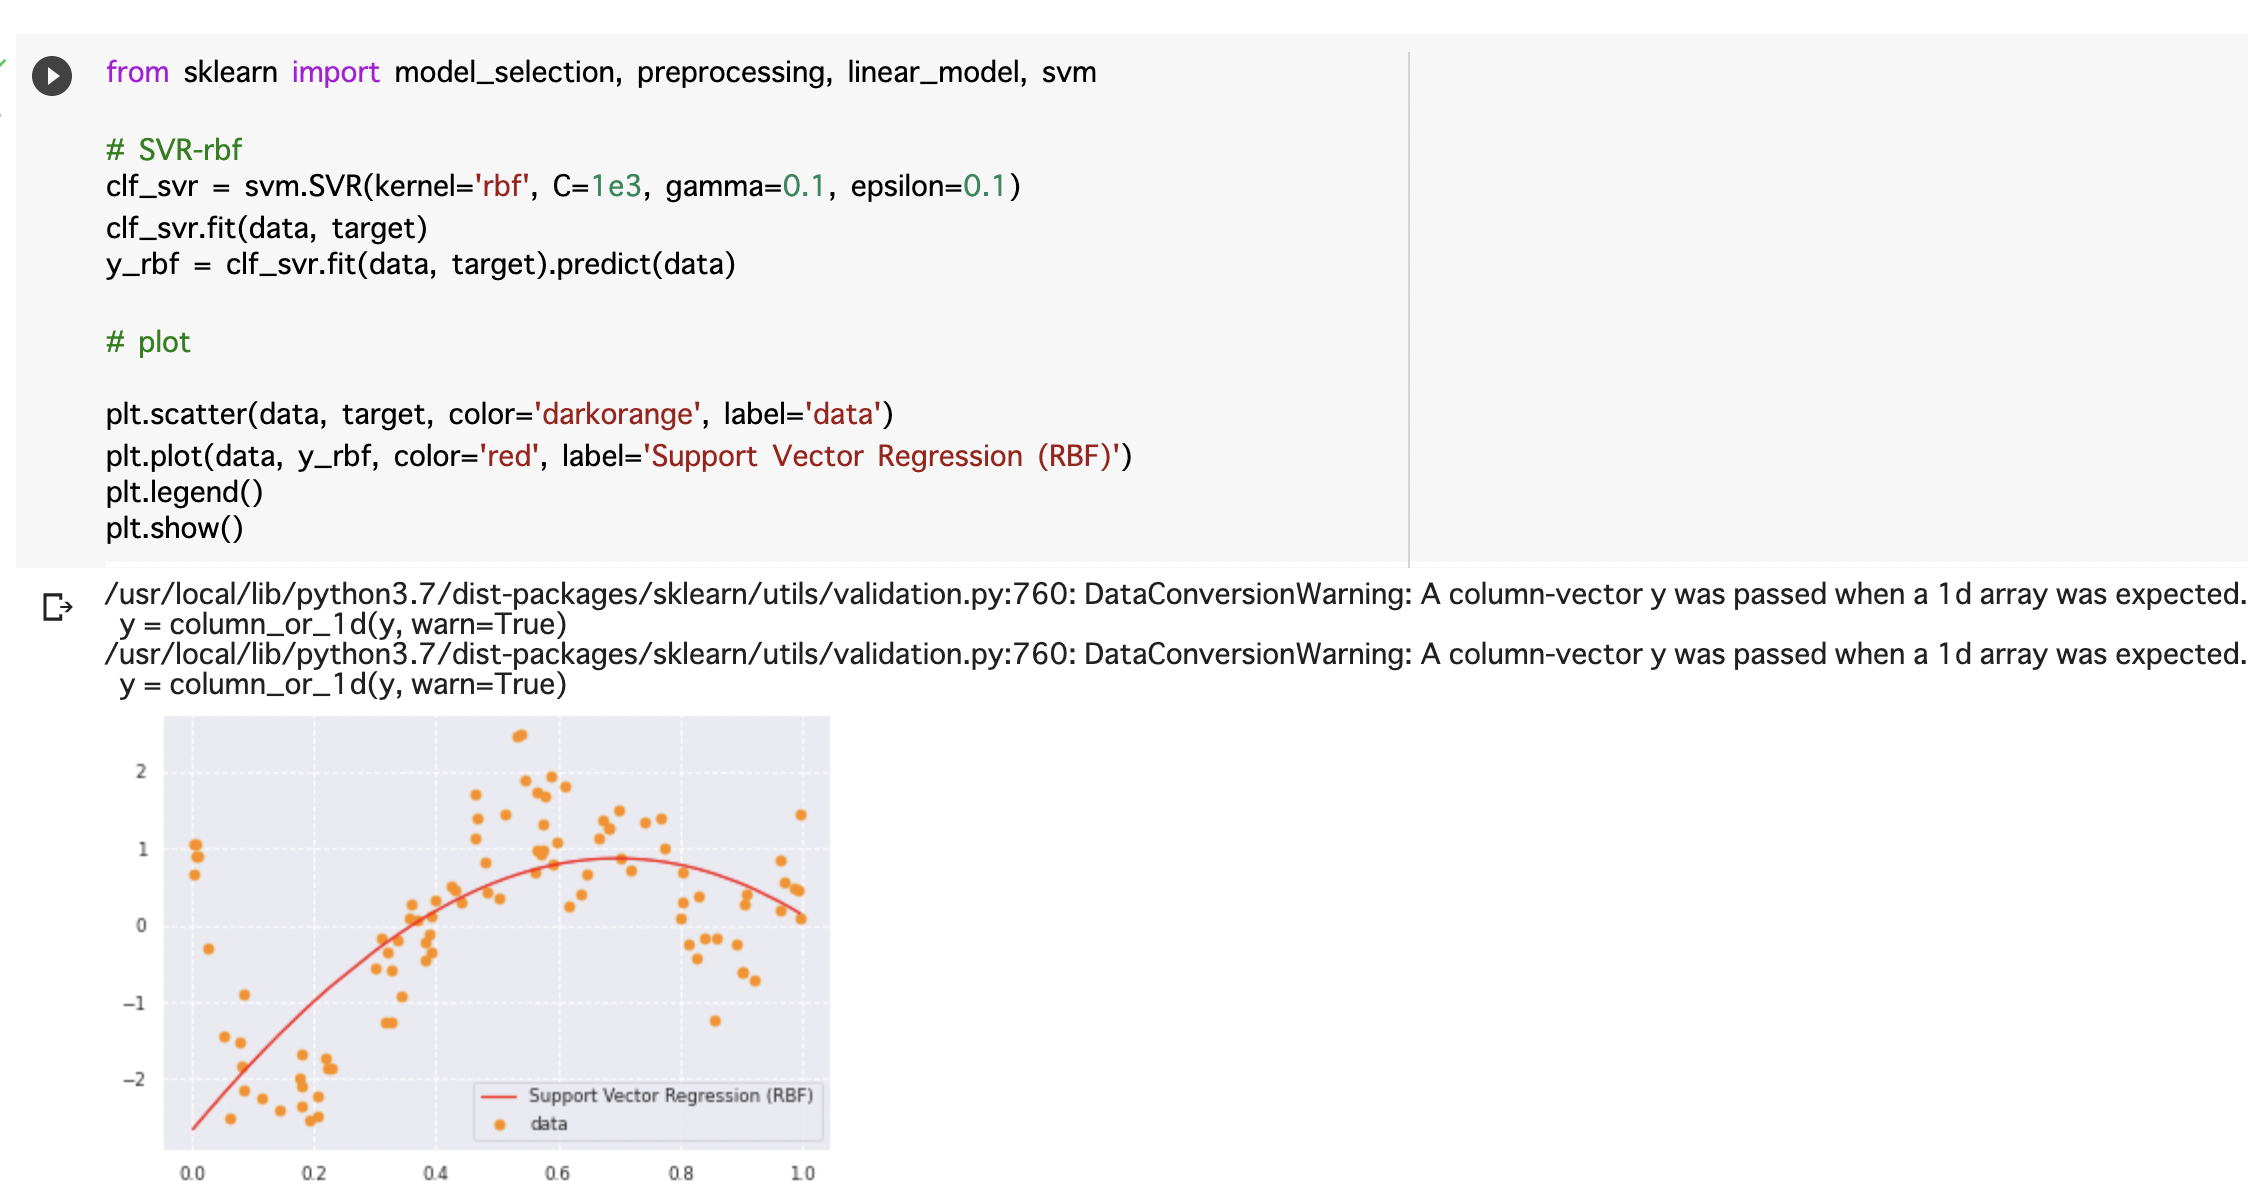 from sklearn import model_selection, preprocessing, linear_model, svm
# SVR-rbf
clf_svr = svm.SVR(kernel='rbf', C=1e3, gamma=0.1, epsilon=0.1)
clf_svr.fit(data, target)
y_rbf = clf_svr.fit(data, target).predict(data)
# plot
plt.scatter(data, target, color='darkorange', label='data')
plt.plot(data, y_rbf, color='red', label='Support Vector Regression (RBF)')
plt.legend()
plt.show()
/usr/local/lib/python3.7/dist-packages/sklearn/utils/validation.py:760: DataConversionWarning: A column-vector y was passed when a 1d array was expected.
y = column_or_1d(y, warn=True)
/usr/local/lib/python3.7/dist-packages/sklearn/utils/validation.py:760: DataConversionWarning: A column-vector y was passed when a 1d array was expected.
y = column_or_1d(y, warn=True)
2
1
0
−1
−2
Support Vector Regression (RBF)
data
0.0 0.2 0.4 0.6 0.8 1.0